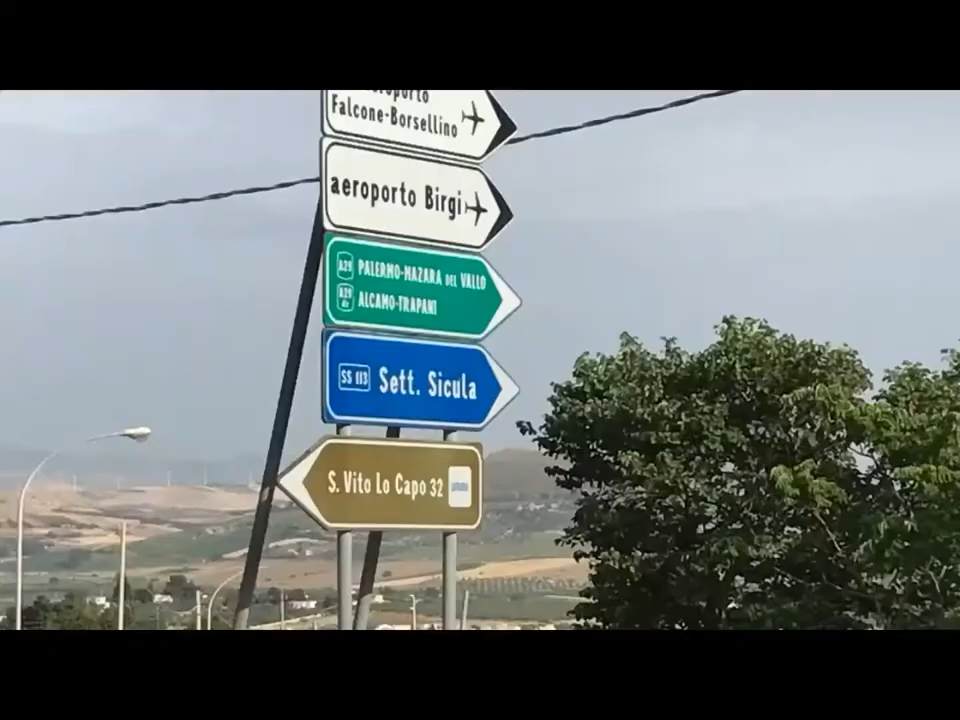 aeroporto
Falcone-Borsellino
aeroporto Birgi
A29 PALERMO-MAZARA DEL VALLO
A29 dir ALCAMO-TRAPANI
SS 113 Sett. Sicula
S. Vito Lo Capo 32